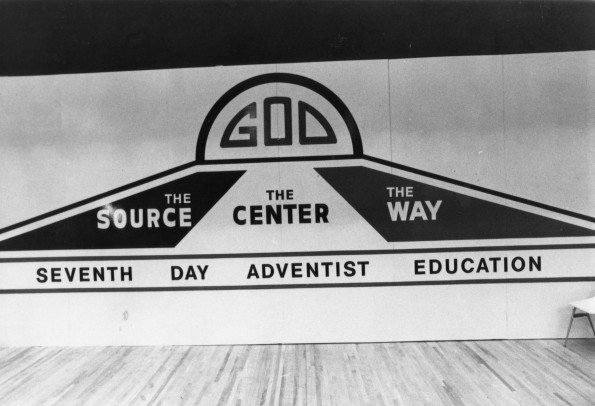 GOD
THE SOURCE
THE CENTER
THE WAY
SEVENTH DAY ADVENTIST EDUCATION